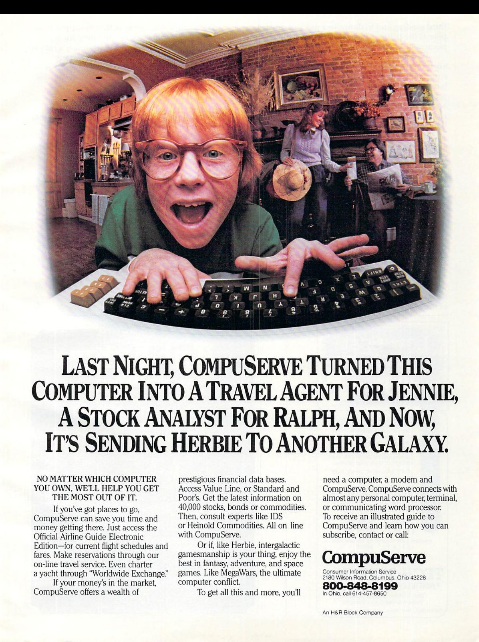 LAST NIGHT, COMPUSERVE TURNED THIS
COMPUTER INTO A TRAVEL AGENT FOR JENNIE,
A STOCK ANALYST FOR RALPH, AND NOW,
IT'S SENDING HERBIE TO ANOTHER GALAXY.
NO MATTER WHICH COMPUTER
YOU OWN, WE'LL HELP YOU GET
THE MOST OUT OF IT.
If you've got places to go,
CompuServe can save you time and
money getting there. Just access the
Official Airline Guide Electronic
Edition—for current flight schedules and
fares. Make reservations through our
on-line travel service. Even charter
a yacht through "Worldwide Exchange."
If your money's in the market,
CompuServe offers a wealth of
prestigious financial data bases.
Access Value Line, or Standard and
Poor's. Get the latest information on
40,000 stocks, bonds or commodities.
Then, consult experts like IDS
or Heinold Commodities. All on line
with CompuServe.
Or if, like Herbie, intergalactic
gamesmanship is your thing, enjoy the
best in fantasy, adventure, and space
games. Like MegaWars, the ultimate
computer conflict.
To get all this and more, you'll
need a computer, a modem and
CompuServe. CompuServe connects with
almost any personal computer, terminal,
or communicating word processor.
To receive an illustrated guide to
CompuServe and learn how you can
subscribe, contact or call:
CompuServe
Consumer Information Service
2180 Wilson Road, Columbus, Ohio 43228
800-848-8199
In Ohio, call 614-457-8650
An H&R Block Company